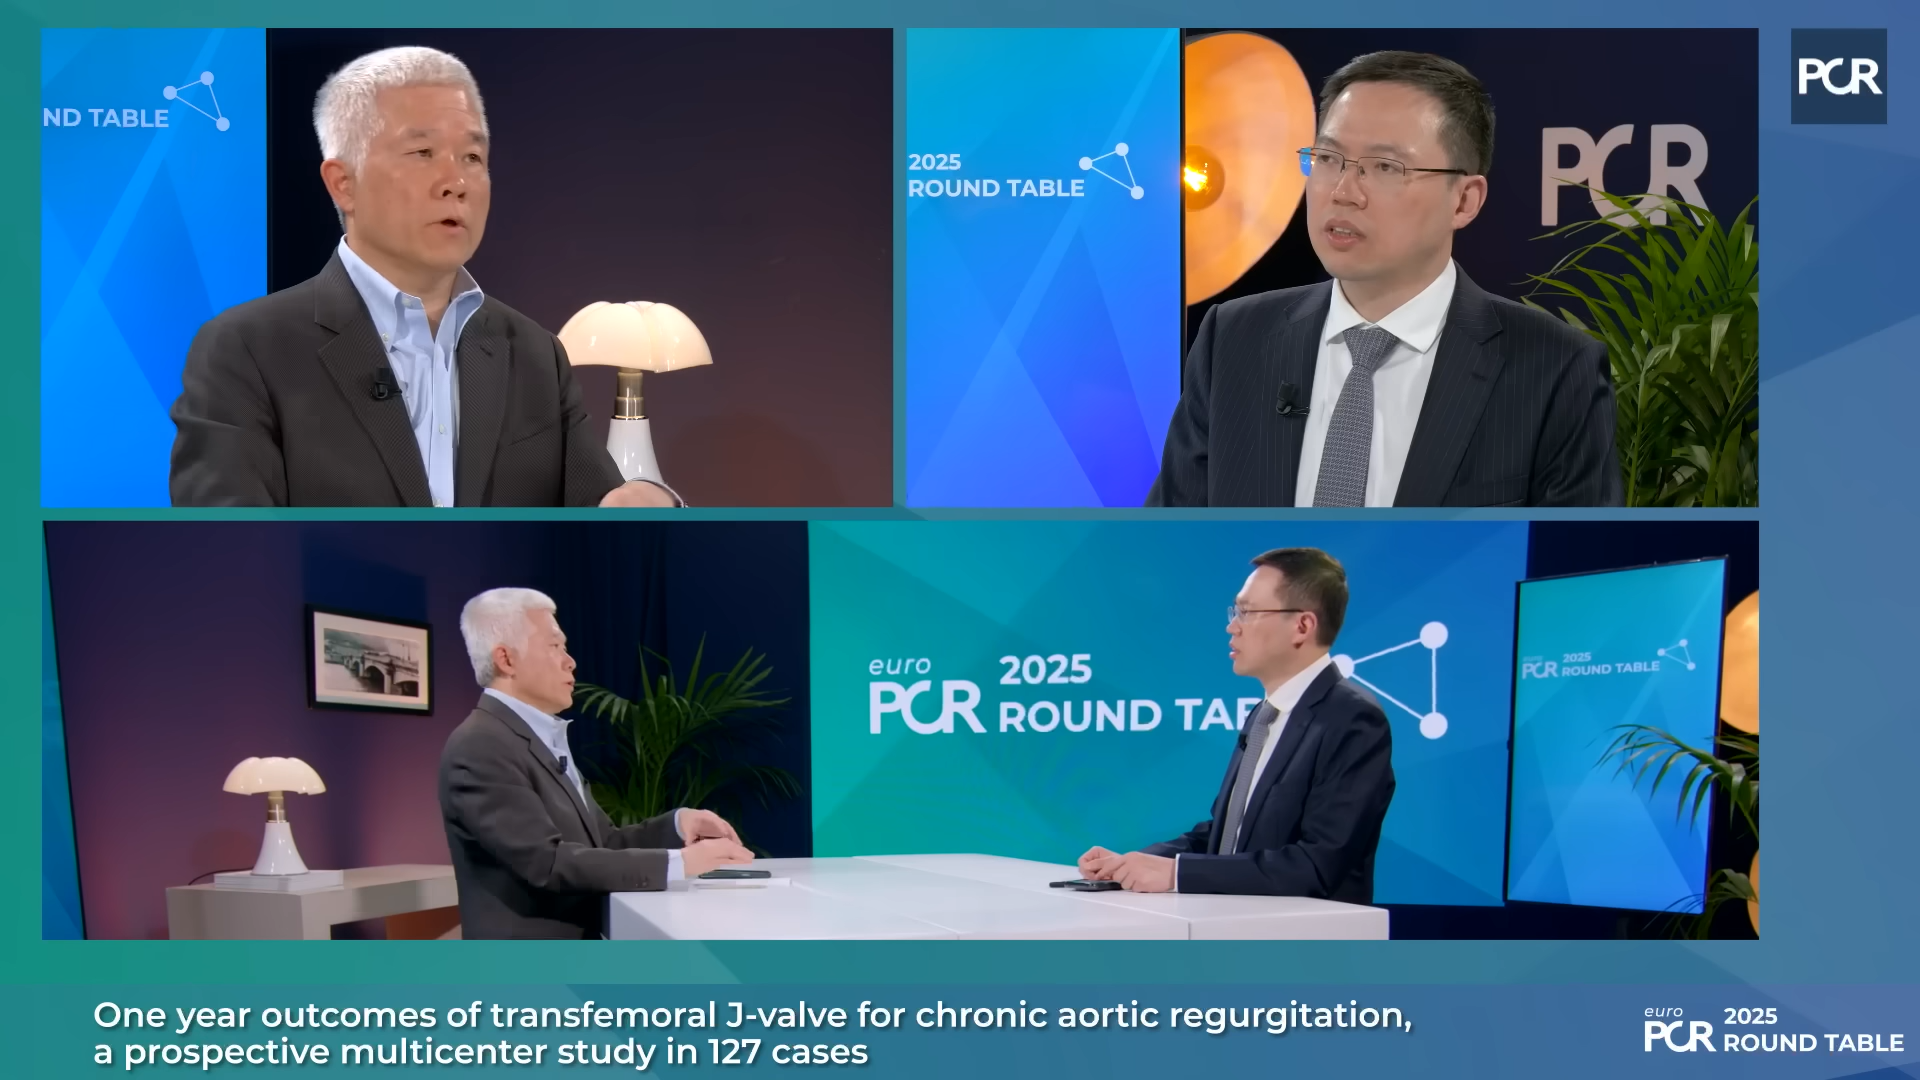 ND TABLE
2025
ROUND TABLE
PCR
PCR
euro
PCR
2025
ROUND TAB
PCR
2025
ROUND TABLE
One year outcomes of transfemoral J-valve for chronic aortic regurgitation,
a prospective multicenter study in 127 cases
euro
PCR
2025
ROUND TABLE